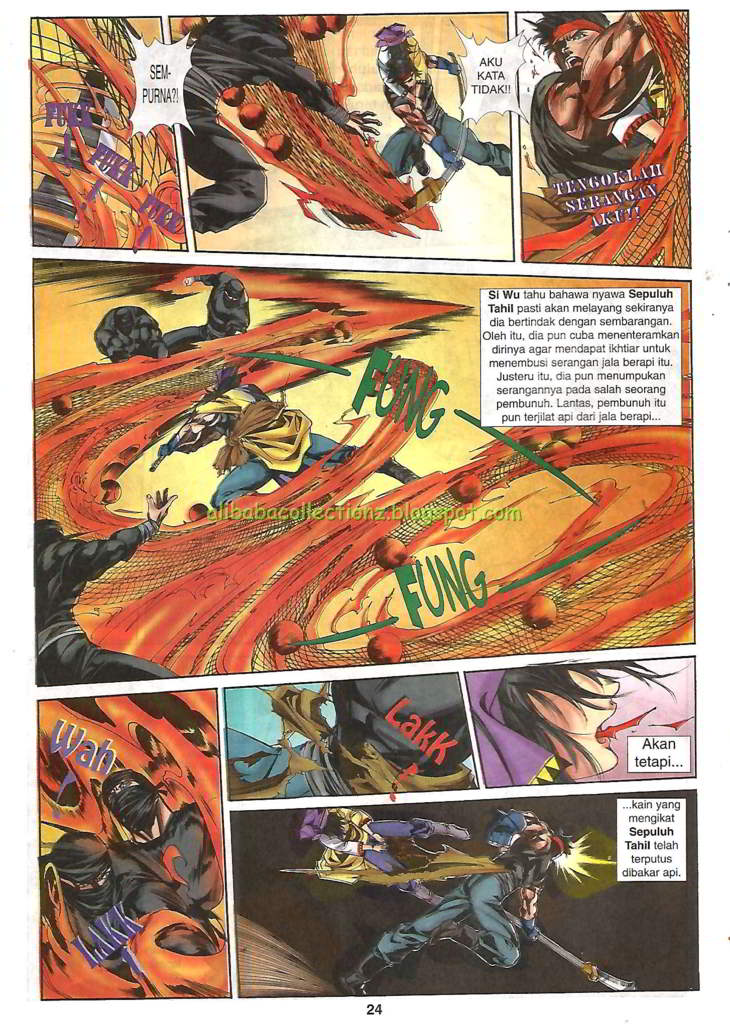 FUKK
!
FUKK
!
FUKK
!
SEM-
PURNA?!
AKU
KATA
TIDAK!!
TENGOKLAH
SERANGAN
AKU!!
Si Wu tahu bahawa nyawa Sepuluh
Tahil pasti akan melayang sekiranya
dia bertindak dengan sembarangan.
Oleh itu, dia pun cuba menenteramkan
dirinya agar mendapat ikhtiar untuk
menembusi serangan jala berapi itu.
Justeru itu, dia pun menumpukan
serangannya pada salah seorang
pembunuh. Lantas, pembunuh itu
pun terjilat api dari jala berapi...
FUNG
alibabacollectionz.blogspot.com
FUNG
Wah
!
LAKK
!
Lakk
!
Akan
tetapi...
...kain yang
mengikat
Sepuluh
Tahil telah
terputus
dibakar api.
24